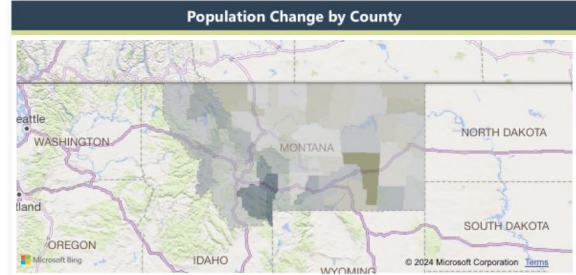 Population Change by County
eattle
WASHINGTON
MONTANA
NORTH DAKOTA
tland
SOUTH DAKOTA
OREGON
IDAHO
WYOMING
Microsoft Bing
© 2024 Microsoft Corporation Terms